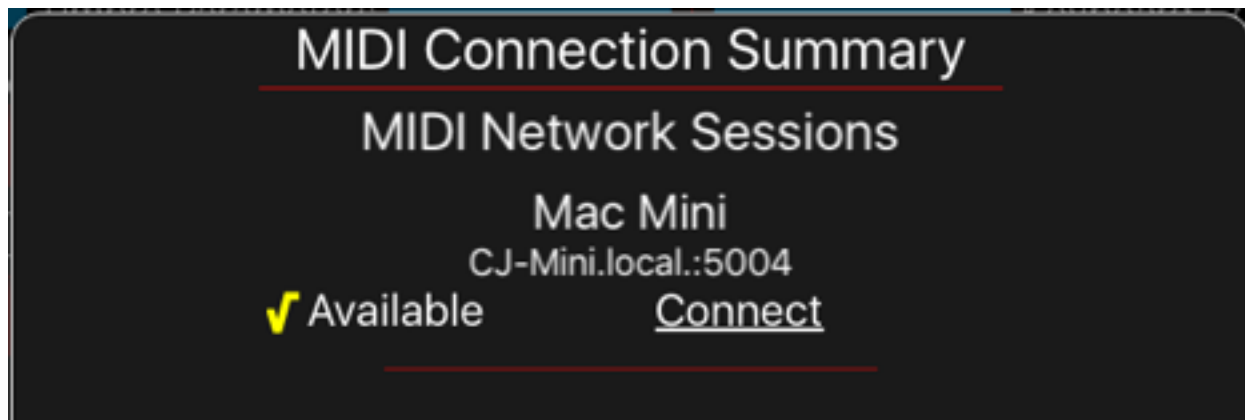 MIDI Connection Summary
MIDI Network Sessions
Mac Mini
CJ-Mini.local.:5004
√ Available Connect